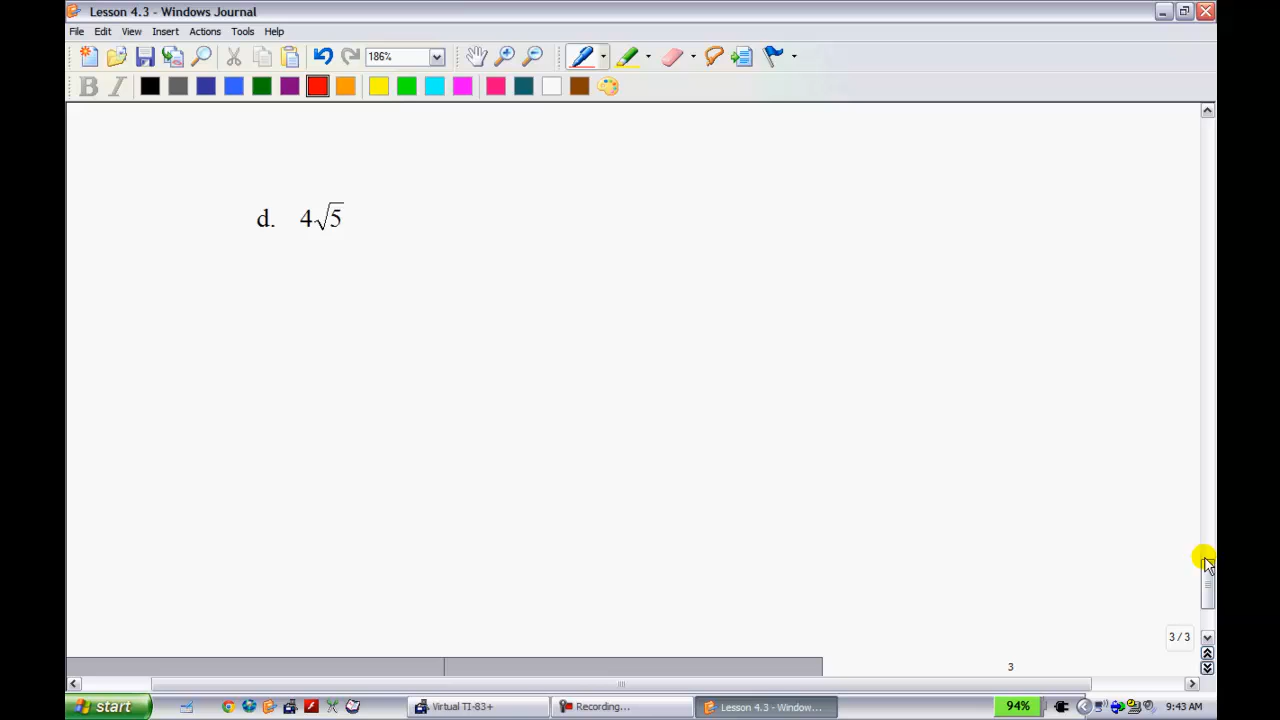 Lesson 4.3 - Windows Journal
File Edit View Insert Actions Tools Help
186%
B I
d. 4√5
3 / 3
3
start Virtual TI-83+ Recording... Lesson 4.3 - Window... 94% 9:43 AM